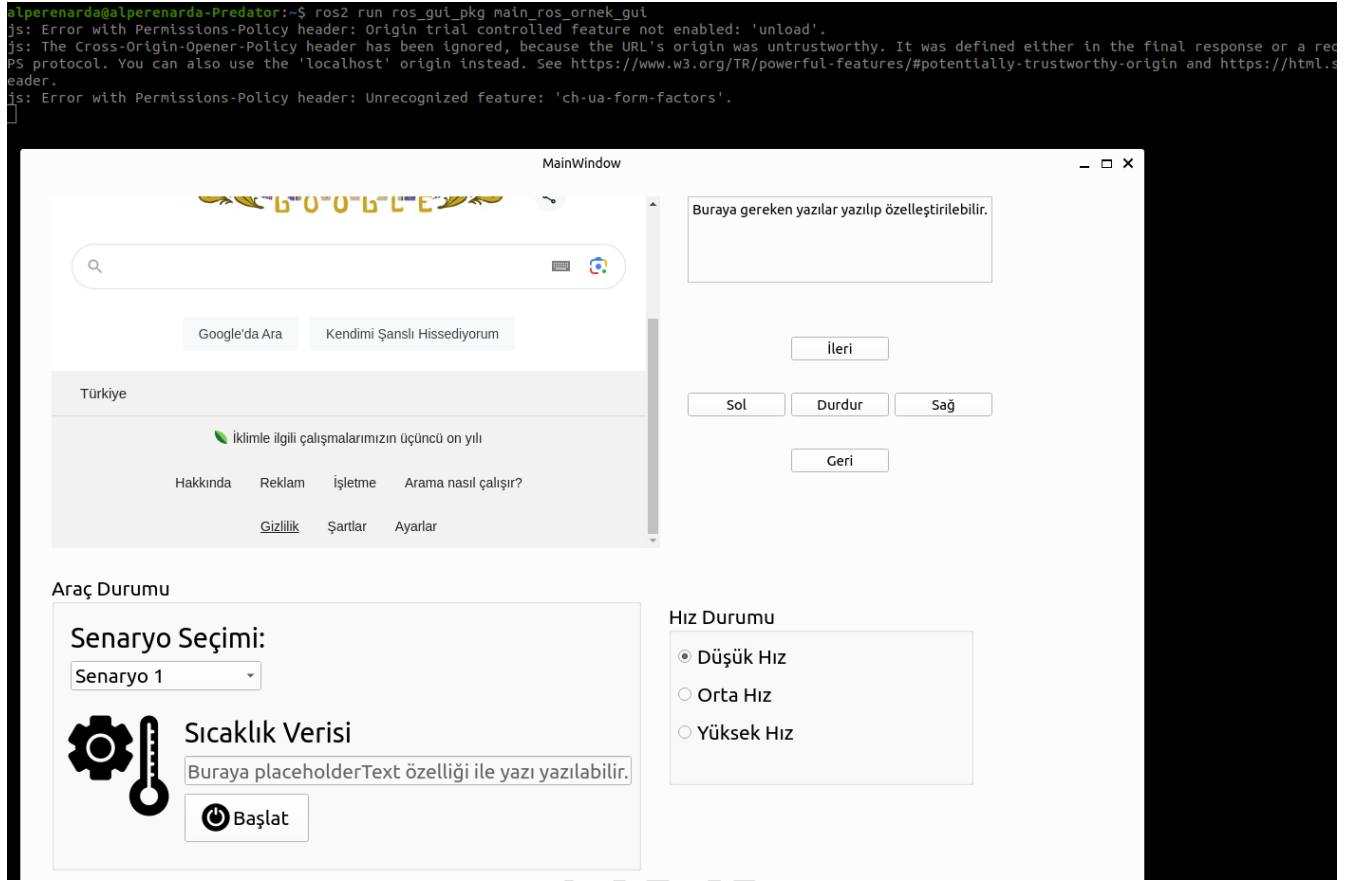 alperenarda@alperenarda-Predator:~$ ros2 run ros_gui_pkg main_ros_ornek_gui
js: Error with Permissions-Policy header: Origin trial controlled feature not enabled: 'unload'.
js: The Cross-Origin-Opener-Policy header has been ignored, because the URL's origin was untrustworthy. It was defined either in the final response or a red
PS protocol. You can also use the 'localhost' origin instead. See https://www.w3.org/TR/powerful-features/#potentially-trustworthy-origin and https://html.s
eader.
js: Error with Permissions-Policy header: Unrecognized feature: 'ch-ua-form-factors'.
MainWindow
GOOGLE
Google'da Ara
Kendimi Şanslı Hissediyorum
Türkiye
İklimle ilgili çalışmalarımızın üçüncü on yılı
Hakkında Reklam İşletme Arama nasıl çalışır?
Gizlilik Şartlar Ayarlar
Buraya gereken yazılar yazılıp özelleştirilebilir.
İleri
Sol Durdur Sağ
Geri
Araç Durumu
Senaryo Seçimi:
Senaryo 1
Sıcaklık Verisi
Buraya placeholderText özelliği ile yazı yazılabilir.
Başlat
Hız Durumu
Düşük Hız
Orta Hız
Yüksek Hız